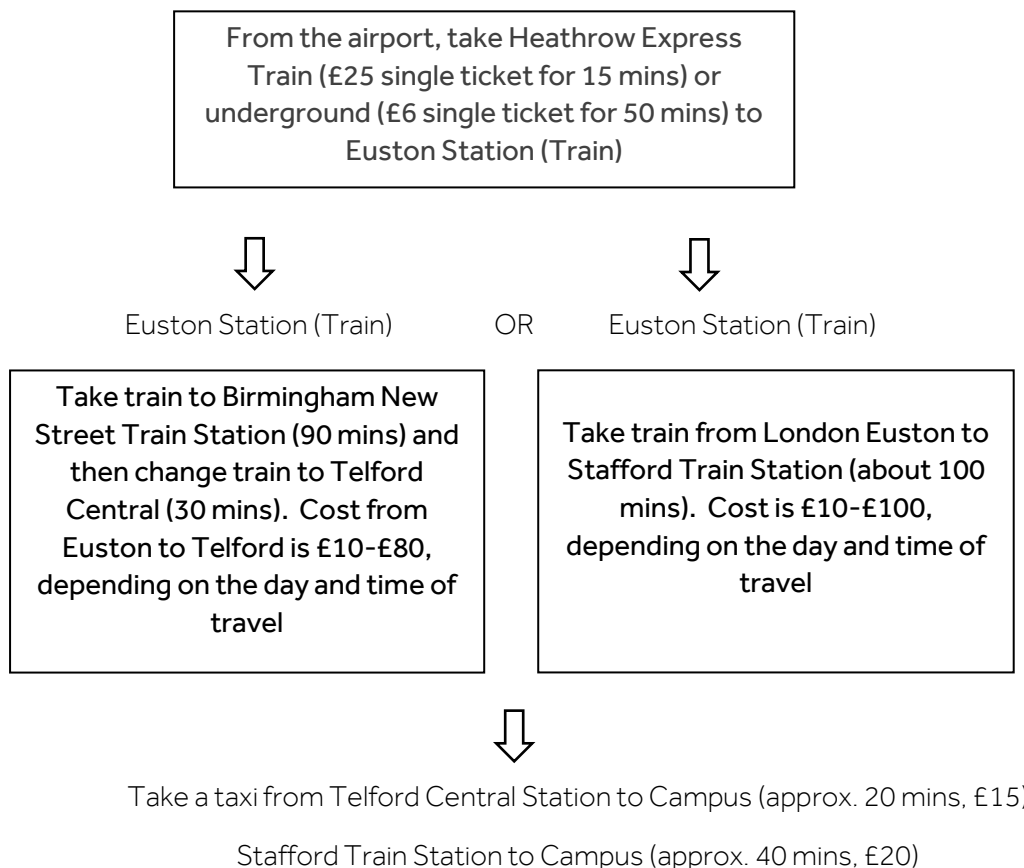 From the airport, take Heathrow Express
Train (£25 single ticket for 15 mins) or
underground (£6 single ticket for 50 mins) to
Euston Station (Train)
Euston Station (Train) OR Euston Station (Train)
Take train to Birmingham New
Street Train Station (90 mins) and
then change train to Telford
Central (30 mins). Cost from
Euston to Telford is £10-£80,
depending on the day and time of
travel
Take train from London Euston to
Stafford Train Station (about 100
mins). Cost is £10-£100,
depending on the day and time of
travel
Take a taxi from Telford Central Station to Campus (approx. 20 mins, £15)
Stafford Train Station to Campus (approx. 40 mins, £20)